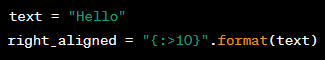 text = "Hello"
right_aligned = "{:>10}".format(text)